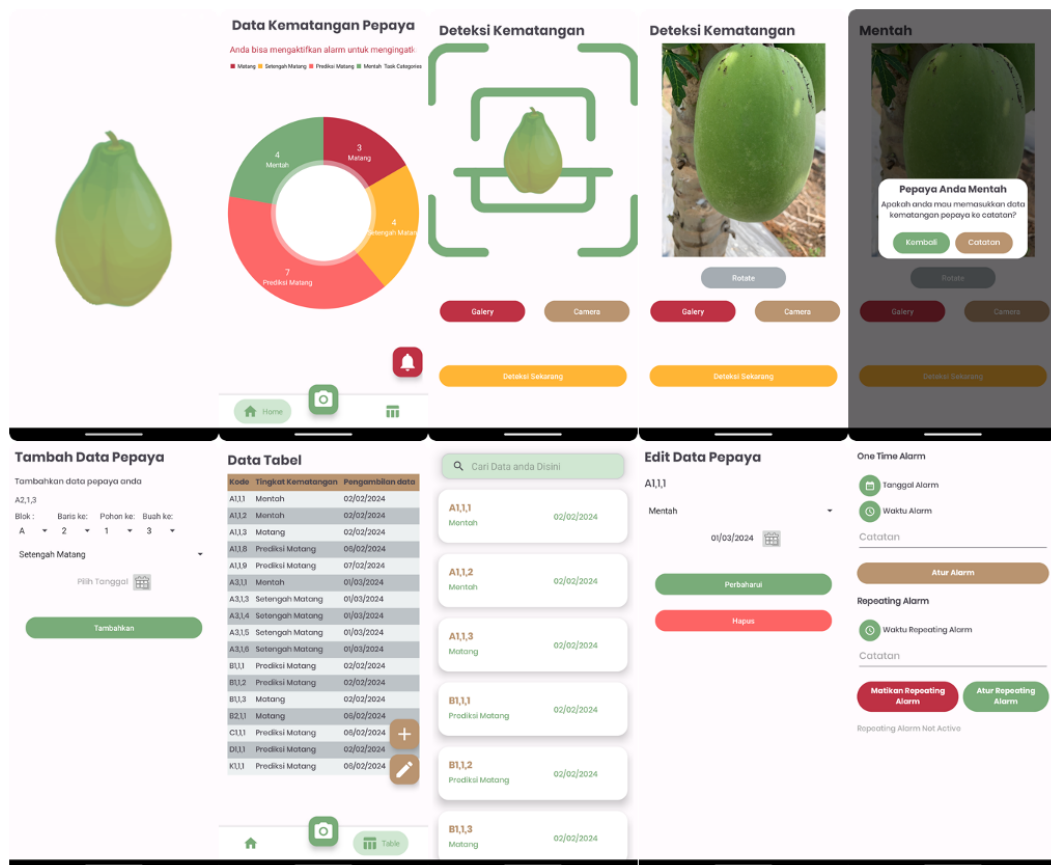 Data Kematangan Pepaya
Anda bisa mengaktifkan alarm untuk mengingatk
Matang Setengah Matang Prediksi Matang Mentah Task Categories
4
Mentah
3
Matang
4
Setengah Matan
7
Prediksi Matang
Home
Deteksi Kematangan
Galery Camera
Deteksi Sekarang
Deteksi Kematangan
Rotate
Galery Camera
Deteksi Sekarang
Mentah
Pepaya Anda Mentah
Apakah anda mau memasukkan data
kematangan pepaya ke catatan?
Kembali Catatan
Rotate
Galery Camera
Deteksi Sekarang
Tambah Data Pepaya
Tambahkan data pepaya anda
A2,1,3
Blok : Baris ke: Pohon ke: Buah ke:
A 2 1 3
Setengah Matang
Pilih Tanggal
Tambahkan
Data Tabel
Kode Tingkat Kematangan Pengambilan data
A1,1,1 Mentah 02/02/2024
A1,1,2 Mentah 02/02/2024
A1,1,3 Matang 02/02/2024
A1,1,8 Prediksi Matang 06/02/2024
A1,1,9 Prediksi Matang 07/02/2024
A3,1,1 Mentah 01/03/2024
A3,1,3 Setengah Matang 01/03/2024
A3,1,4 Setengah Matang 01/03/2024
A3,1,5 Setengah Matang 01/03/2024
A3,1,6 Setengah Matang 01/03/2024
B1,1,1 Prediksi Matang 02/02/2024
B1,1,2 Prediksi Matang 02/02/2024
B1,1,3 Matang 02/02/2024
B2,1,1 Matang 06/02/2024
C1,1,1 Prediksi Matang 06/02/2024
D1,1,1 Prediksi Matang 02/02/2024
K1,1,1 Prediksi Matang 06/02/2024
Table
Cari Data anda Disini
A1,1,1
Mentah 02/02/2024
A1,1,2
Mentah 02/02/2024
A1,1,3
Matang 02/02/2024
B1,1,1
Prediksi Matang 02/02/2024
B1,1,2
Prediksi Matang 02/02/2024
B1,1,3
Matang 02/02/2024
Edit Data Pepaya
A1,1,1
Mentah
01/03/2024
Perbaharui
Hapus
One Time Alarm
Tanggal Alarm
Waktu Alarm
Catatan
Atur Alarm
Repeating Alarm
Waktu Repeating Alarm
Catatan
Matikan Repeating
Alarm
Atur Repeating
Alarm
Repeating Alarm Not Active